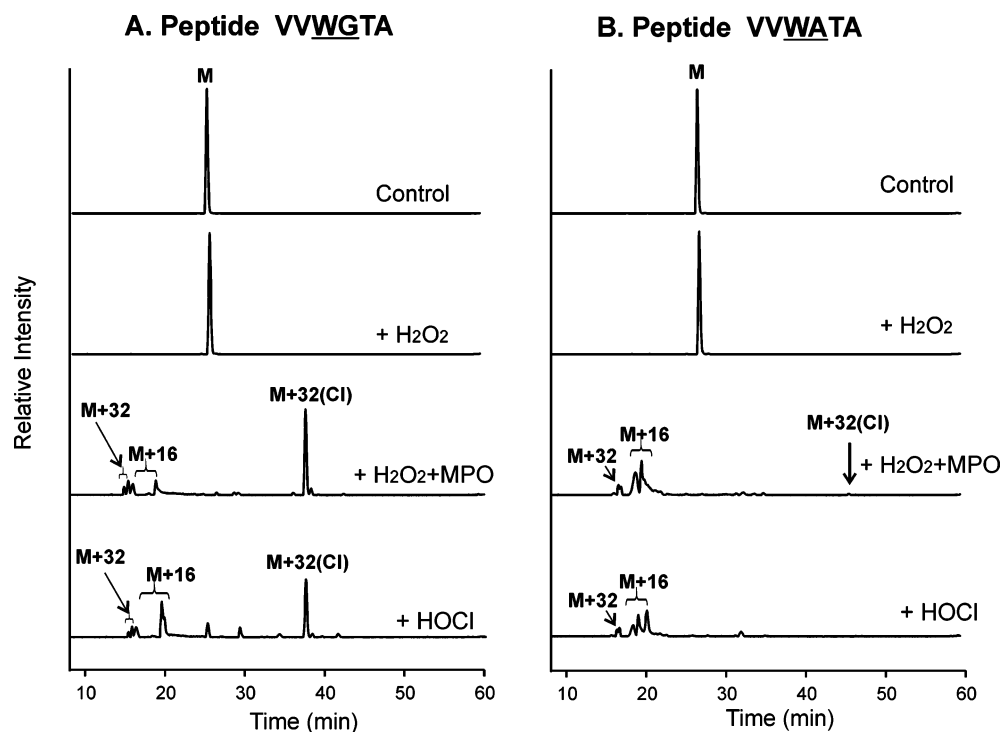 A. Peptide VVWGTA
M
Control
+ H2O2
M+32
M+16
M+32(Cl)
+ H2O2+MPO
M+32
M+16
M+32(Cl)
+ HOCl
10 20 30 40 50 60
Time (min)
Relative Intensity
B. Peptide VVWATA
M
Control
+ H2O2
M+32
M+16
M+32(Cl)
+ H2O2+MPO
M+32
M+16
+ HOCl
10 20 30 40 50 60
Time (min)